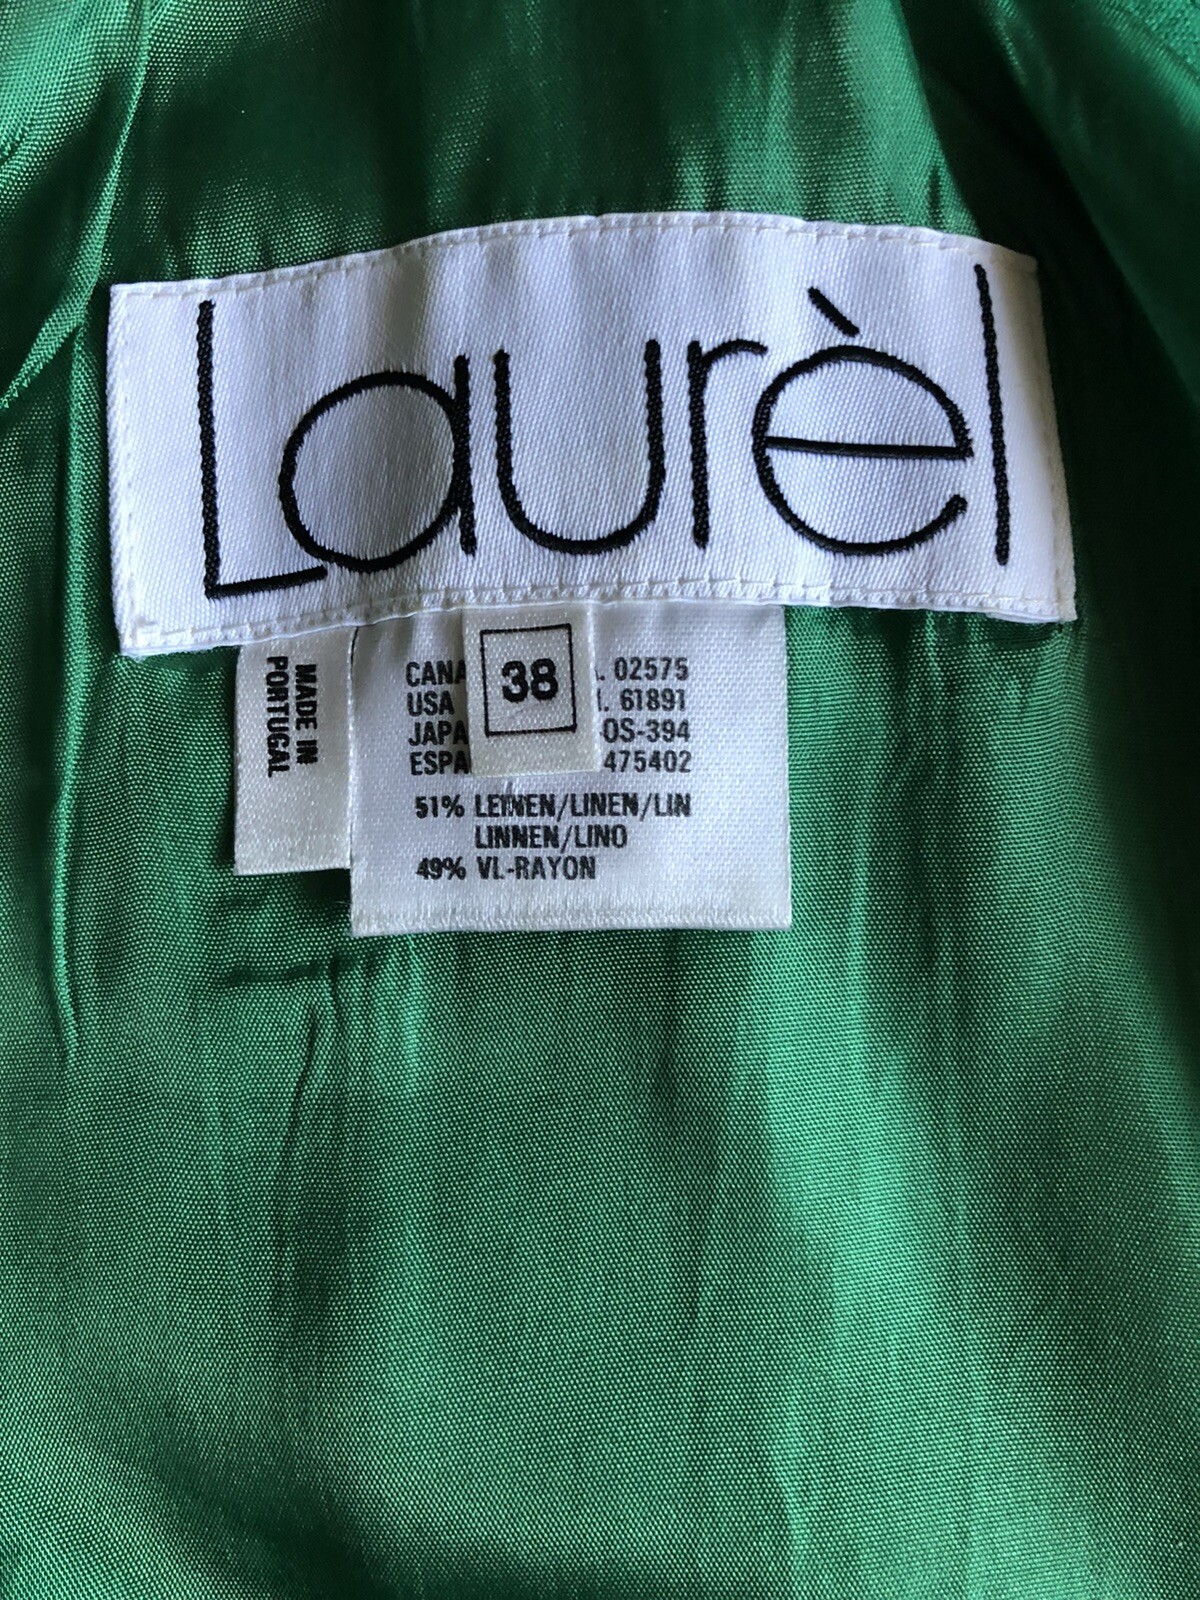 Laurèl
38
MADE IN
PORTUGAL
CANA . 02575
USA . 61891
JAPA OS-394
ESPA 475402
51% LEINEN/LINEN/LIN
LINNEN/LINO
49% VI.-RAYON